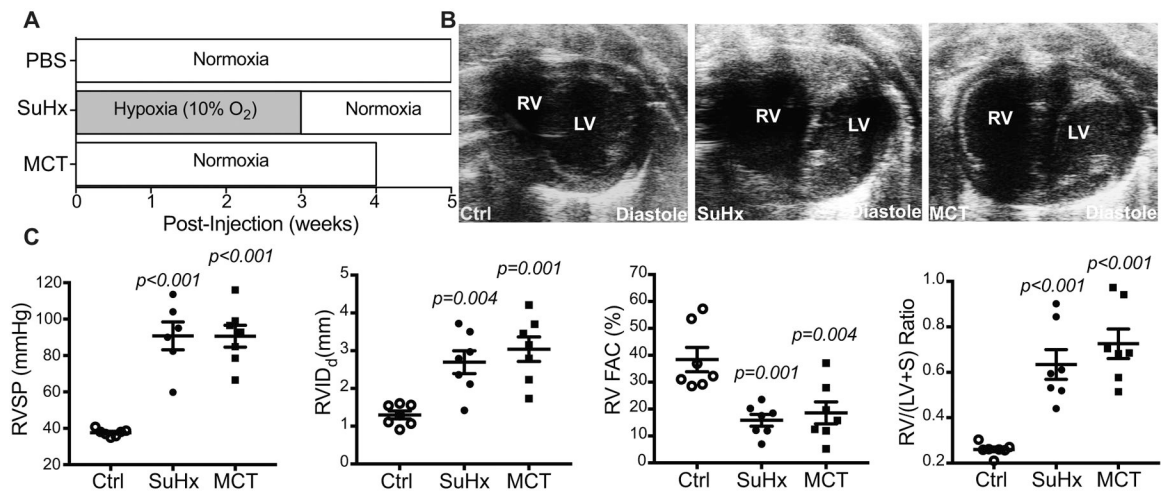 A
PBS
Normoxia
SuHx
Hypoxia (10% O2)
Normoxia
MCT
Normoxia
0 1 2 3 4 5
Post-Injection (weeks)
B
RV
LV
Ctrl
Diastole
RV
LV
SuHx
Diastole
RV
LV
MCT
Diastole
C
RVSP (mmHg)
120
100
80
60
40
20
p<0.001
p<0.001
Ctrl SuHx MCT
RVIDd(mm)
5
4
3
2
1
0
p=0.004
p=0.001
Ctrl SuHx MCT
RV FAC (%)
70
60
50
40
30
20
10
0
p=0.001
p=0.004
Ctrl SuHx MCT
RV/(LV+S) Ratio
1.0
0.8
0.6
0.4
0.2
p<0.001
p<0.001
Ctrl SuHx MCT